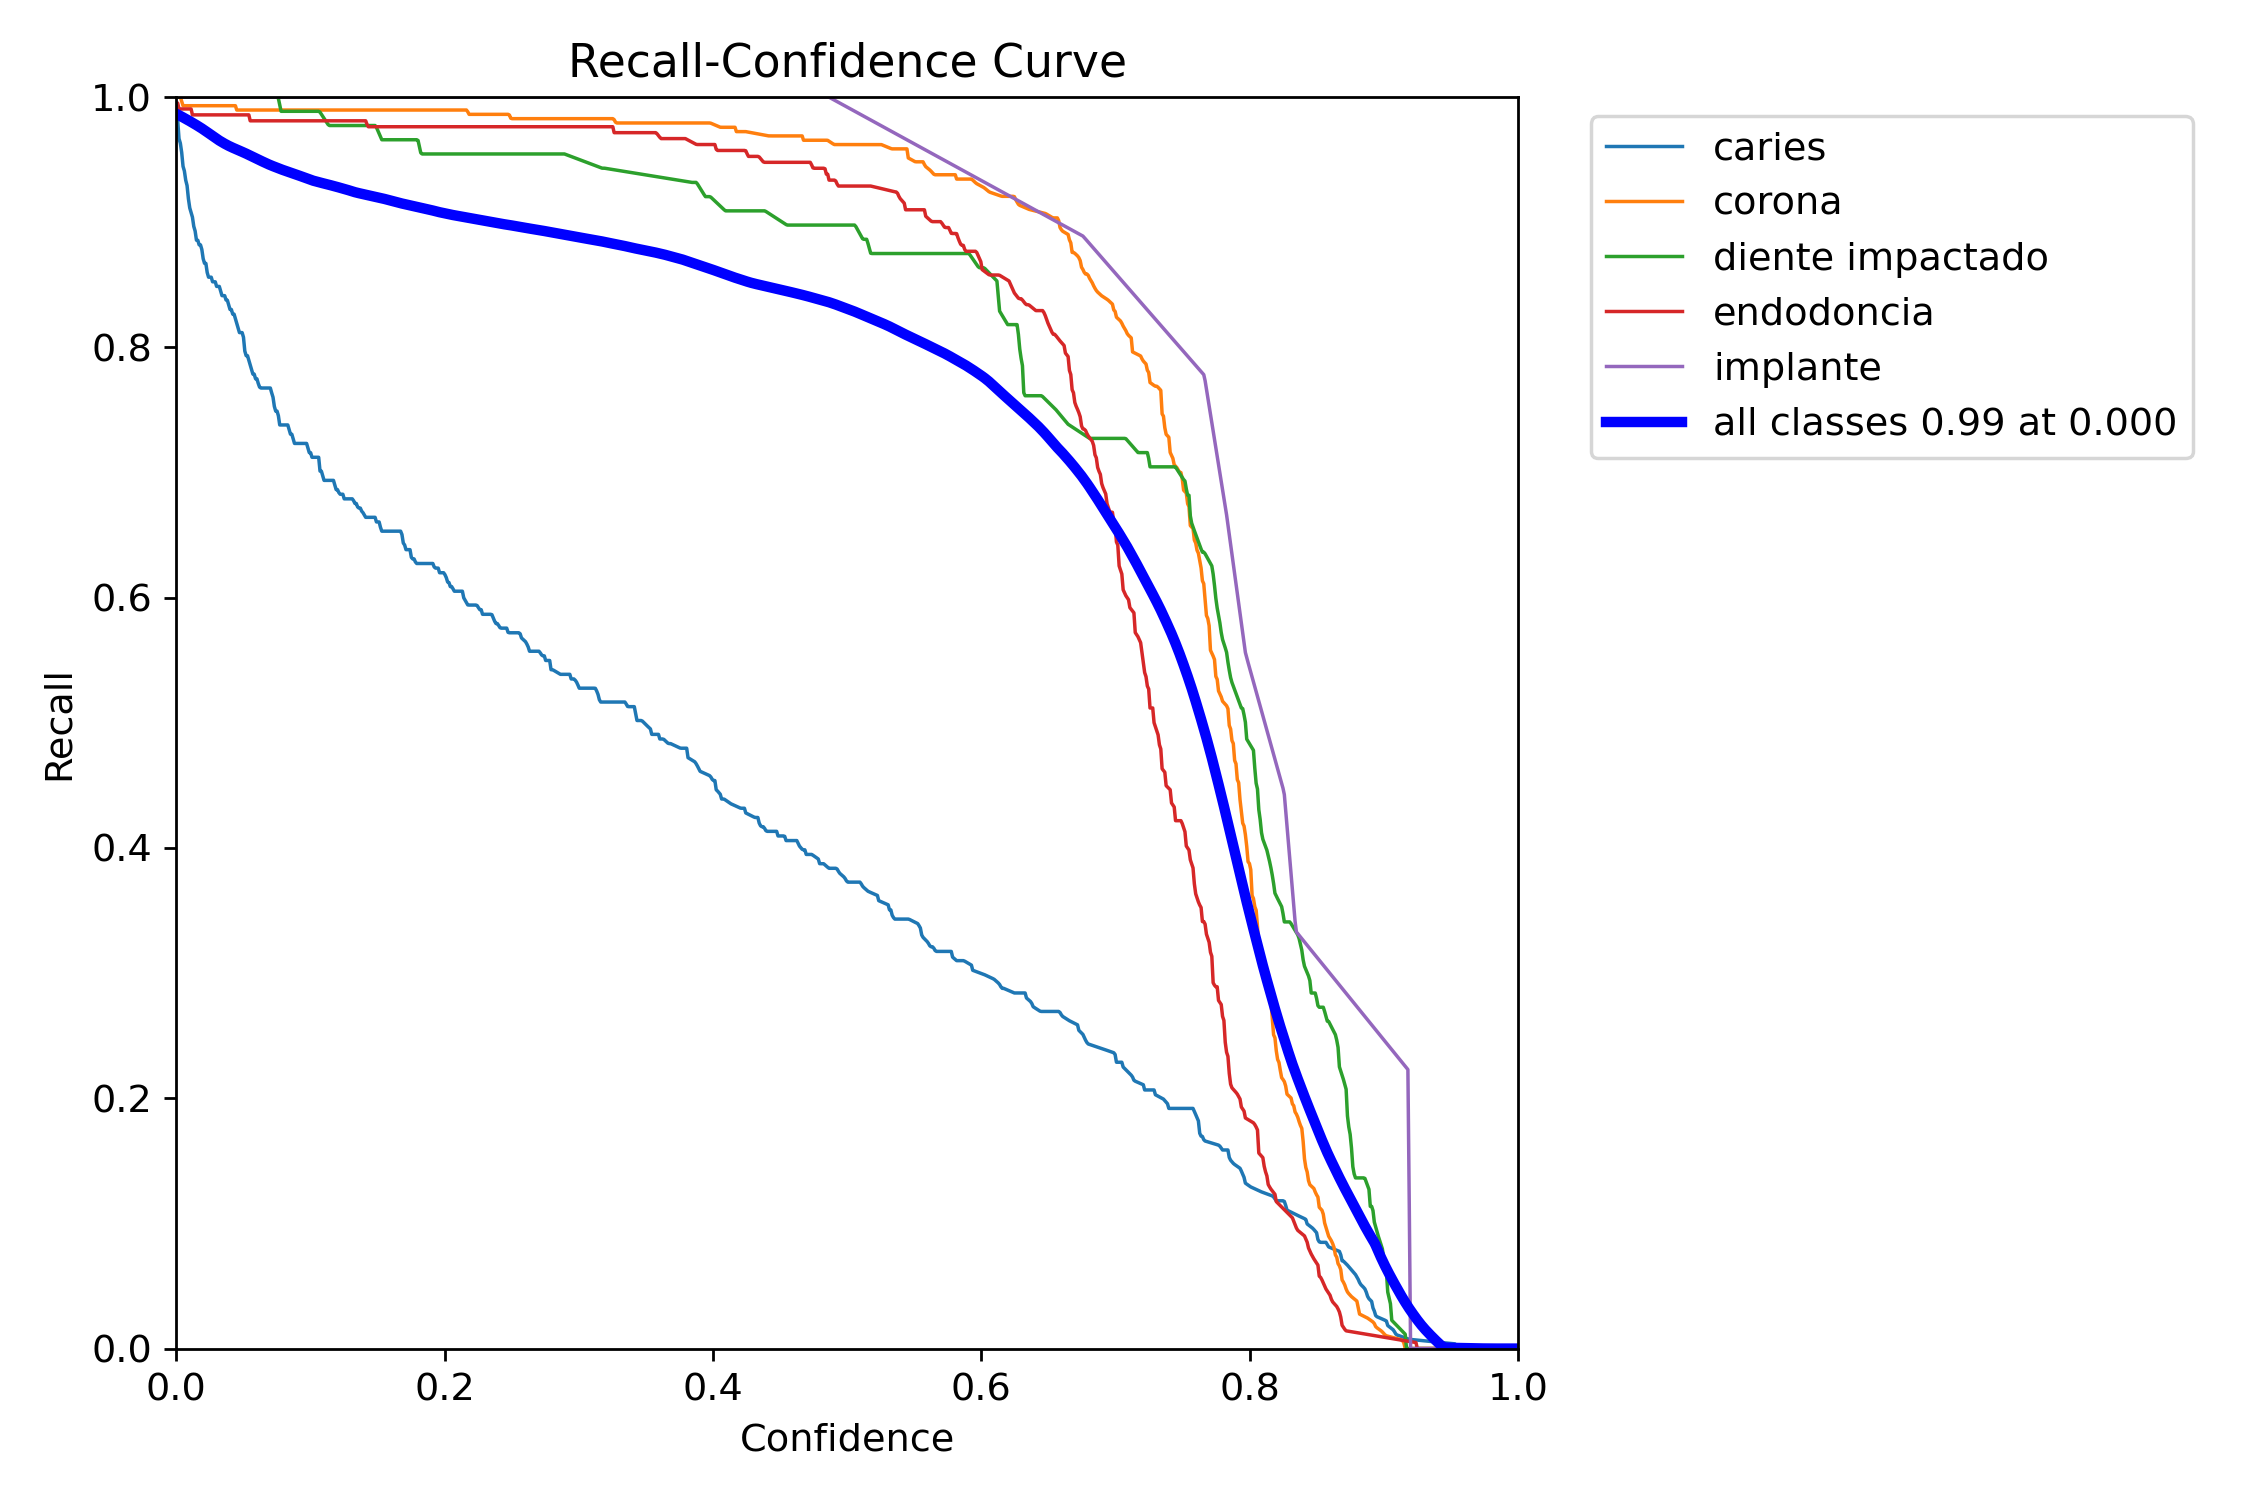 Recall-Confidence Curve
1.0
0.8
0.6
0.4
0.2
0.0
Recall
0.0 0.2 0.4 0.6 0.8 1.0
Confidence
caries
corona
diente impactado
endodoncia
implante
all classes 0.99 at 0.000